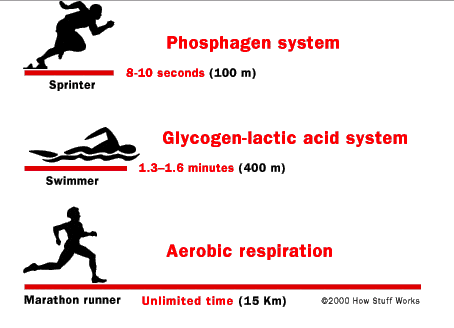 Phosphagen system
8-10 seconds (100 m)
Sprinter
Glycogen-lactic acid system
1.3–1.6 minutes (400 m)
Swimmer
Aerobic respiration
Marathon runner Unlimited time (15 Km) ©2000 How Stuff Works